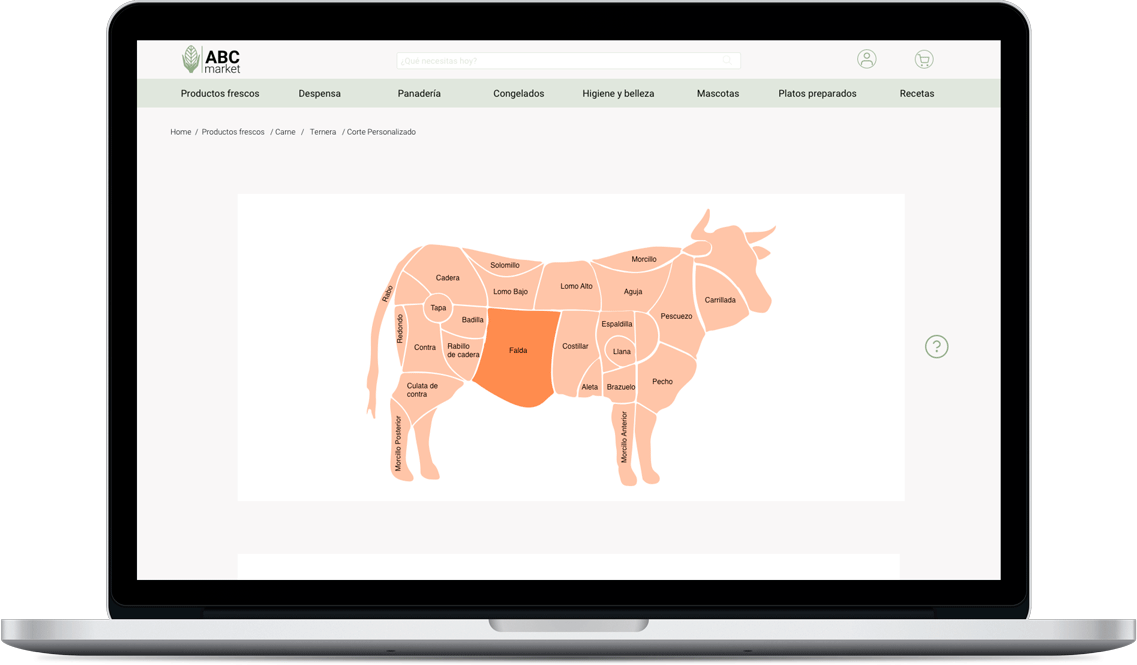 ABC
market
¿Que necesitas hoy?
Productos frescos
Despensa
Panadería
Congelados
Higiene y belleza
Mascotas
Platos preparados
Recetas
Home / Productos frescos / Carne / Ternera / Corte Personalizado
Solomillo
Morcillo
Cadera
Lomo Bajo
Lomo Alto
Aguja
Rabo
Carrillada
Tapa
Badilla
Pescuezo
Redondo
Espaldilla
Contra
Rabillo
de cadera
Falda
Costillar
Llana
Culata de
contra
Aleta
Brazuelo
Pecho
Morcillo Posterior
Morcillo Anterior
?